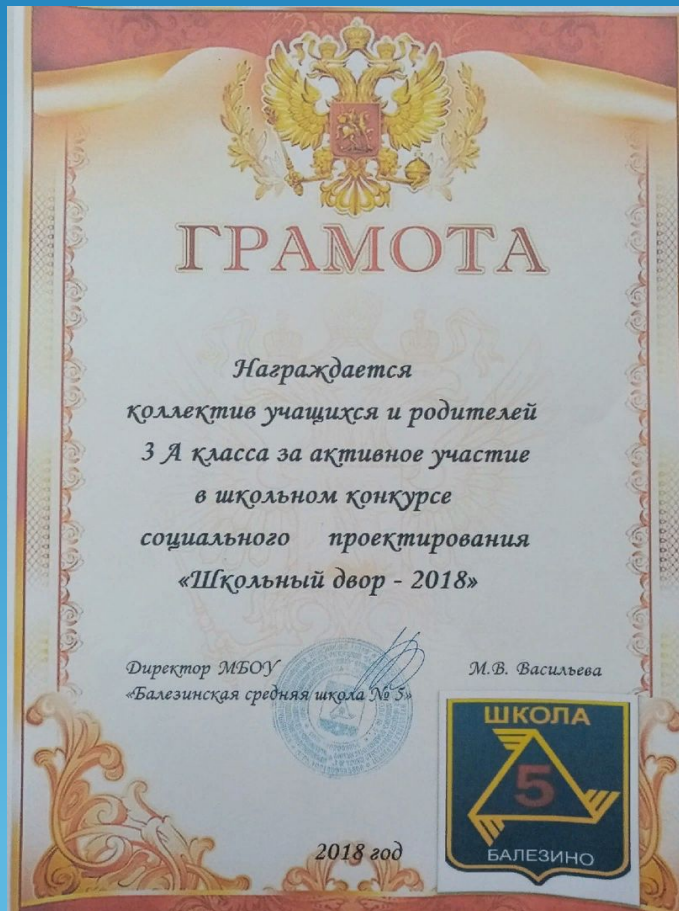 ГРАМОТА
Награждается
коллектив учащихся и родителей
3 А класса за активное участие
в школьном конкурсе
социального проектирования
«Школьный двор - 2018»
Директор МБОУ
М.В. Васильева
«Балезинская средняя школа № 5»
ШКОЛА
5
БАЛЕЗИНО
2018 год